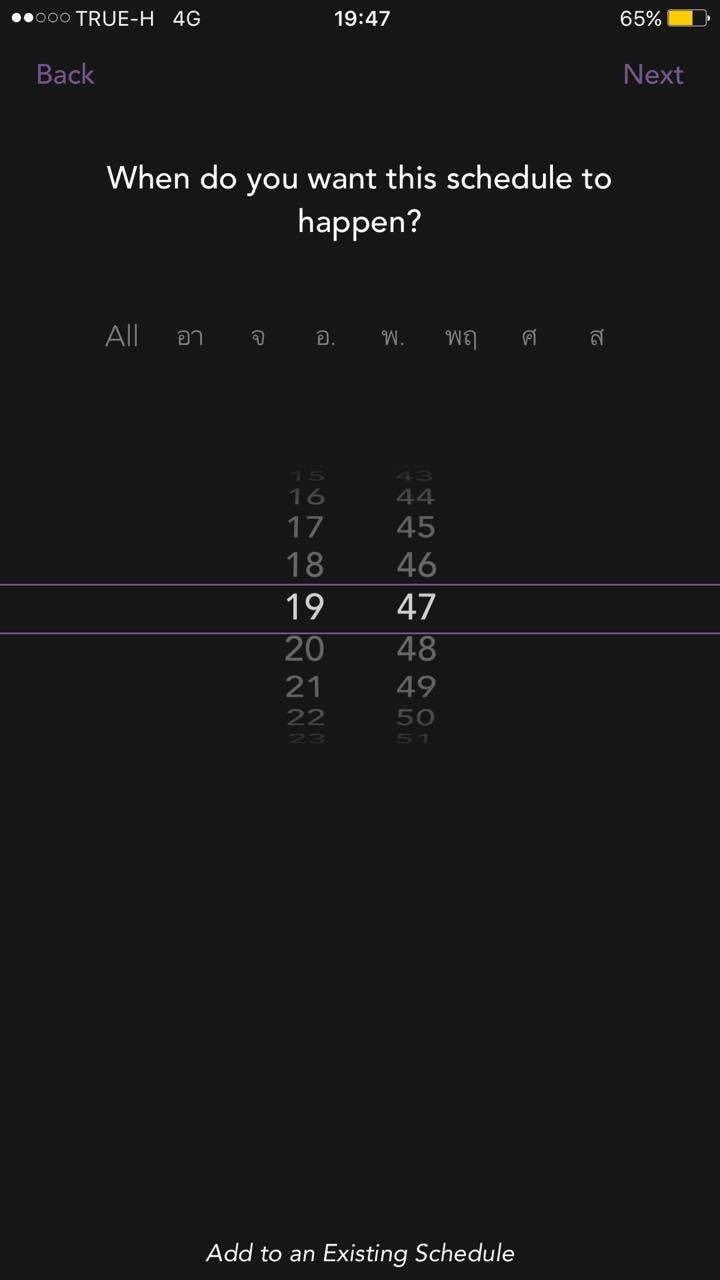 TRUE-H 4G 19:47 65%
Back Next
When do you want this schedule to
happen?
All อา จ อ. พ. พฤ ศ ส
15 43
16 44
17 45
18 46
19 47
20 48
21 49
22 50
23 51
Add to an Existing Schedule